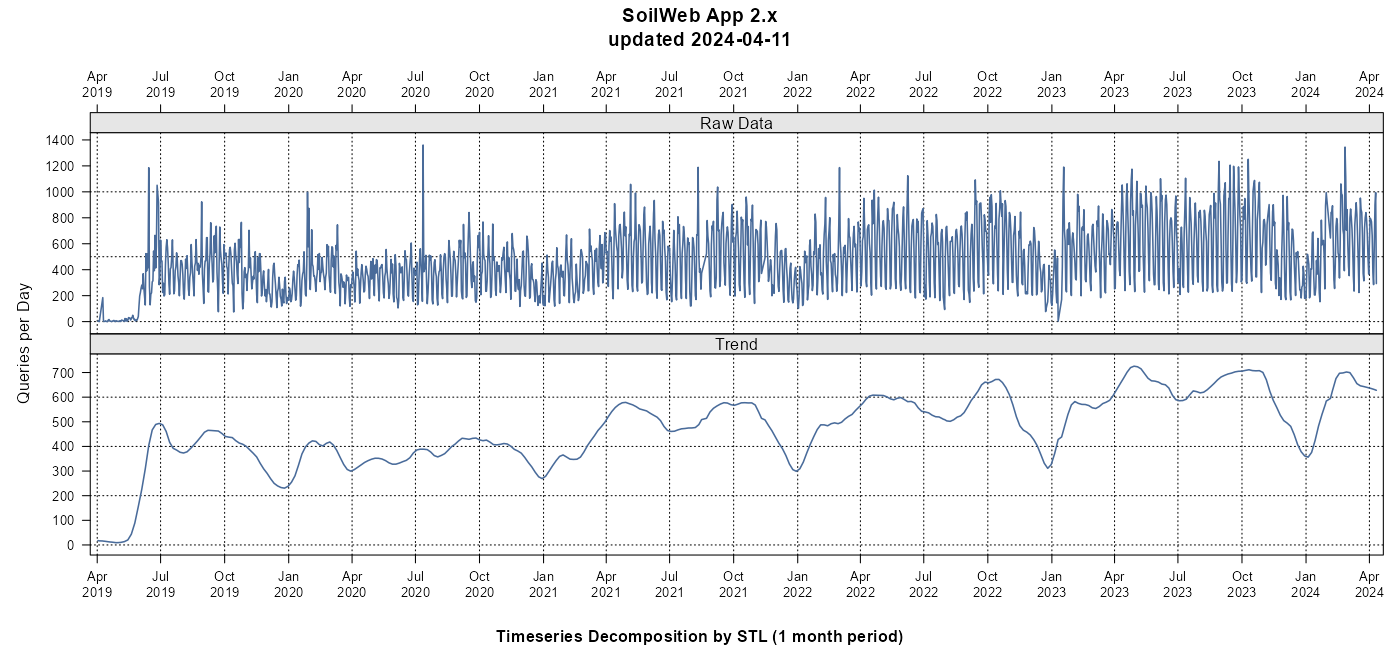 SoilWeb App 2.x
updated 2024-04-11
Apr Jul Oct Jan Apr Jul Oct Jan Apr Jul Oct Jan Apr Jul Oct Jan Apr Jul Oct Jan Apr
2019 2019 2019 2020 2020 2020 2020 2021 2021 2021 2021 2022 2022 2022 2022 2023 2023 2023 2023 2024 2024
Raw Data
1400
1200
1000
800
600
400
200
0
Queries per Day
Trend
700
600
500
400
300
200
100
0
Apr Jul Oct Jan Apr Jul Oct Jan Apr Jul Oct Jan Apr Jul Oct Jan Apr Jul Oct Jan Apr
2019 2019 2019 2020 2020 2020 2020 2021 2021 2021 2021 2022 2022 2022 2022 2023 2023 2023 2023 2024 2024
Timeseries Decomposition by STL (1 month period)